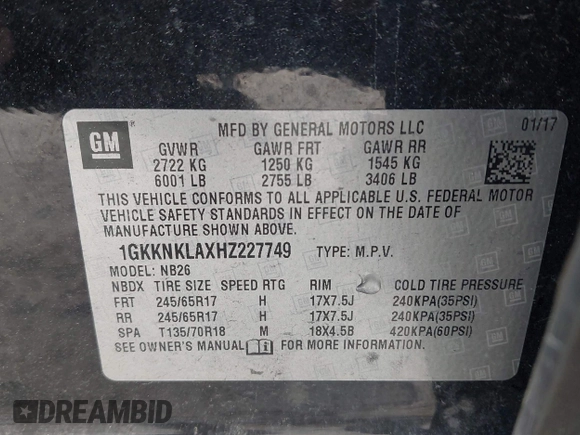 GM
MFD BY GENERAL MOTORS LLC 01/17
GVWR GAWR FRT GAWR RR
2722 KG 1250 KG 1545 KG
6001 LB 2755 LB 3406 LB
THIS VEHICLE CONFORMS TO ALL APPLICABLE U.S. FEDERAL MOTOR
VEHICLE SAFETY STANDARDS IN EFFECT ON THE DATE OF
MANUFACTURE SHOWN ABOVE.
1GKKNKLAXHZ227749 TYPE: M.P.V.
MODEL: NB26
NBDX TIRE SIZE SPEED RTG RIM COLD TIRE PRESSURE
FRT 245/65R17 H 17X7.5J 240KPA(35PSI)
RR 245/65R17 H 17X7.5J 240KPA(35PSI)
SPA T135/70R18 M 18X4.5B 420KPA(60PSI)
SEE OWNER'S MANUAL FOR MORE INFORMATION.
DREAMBID